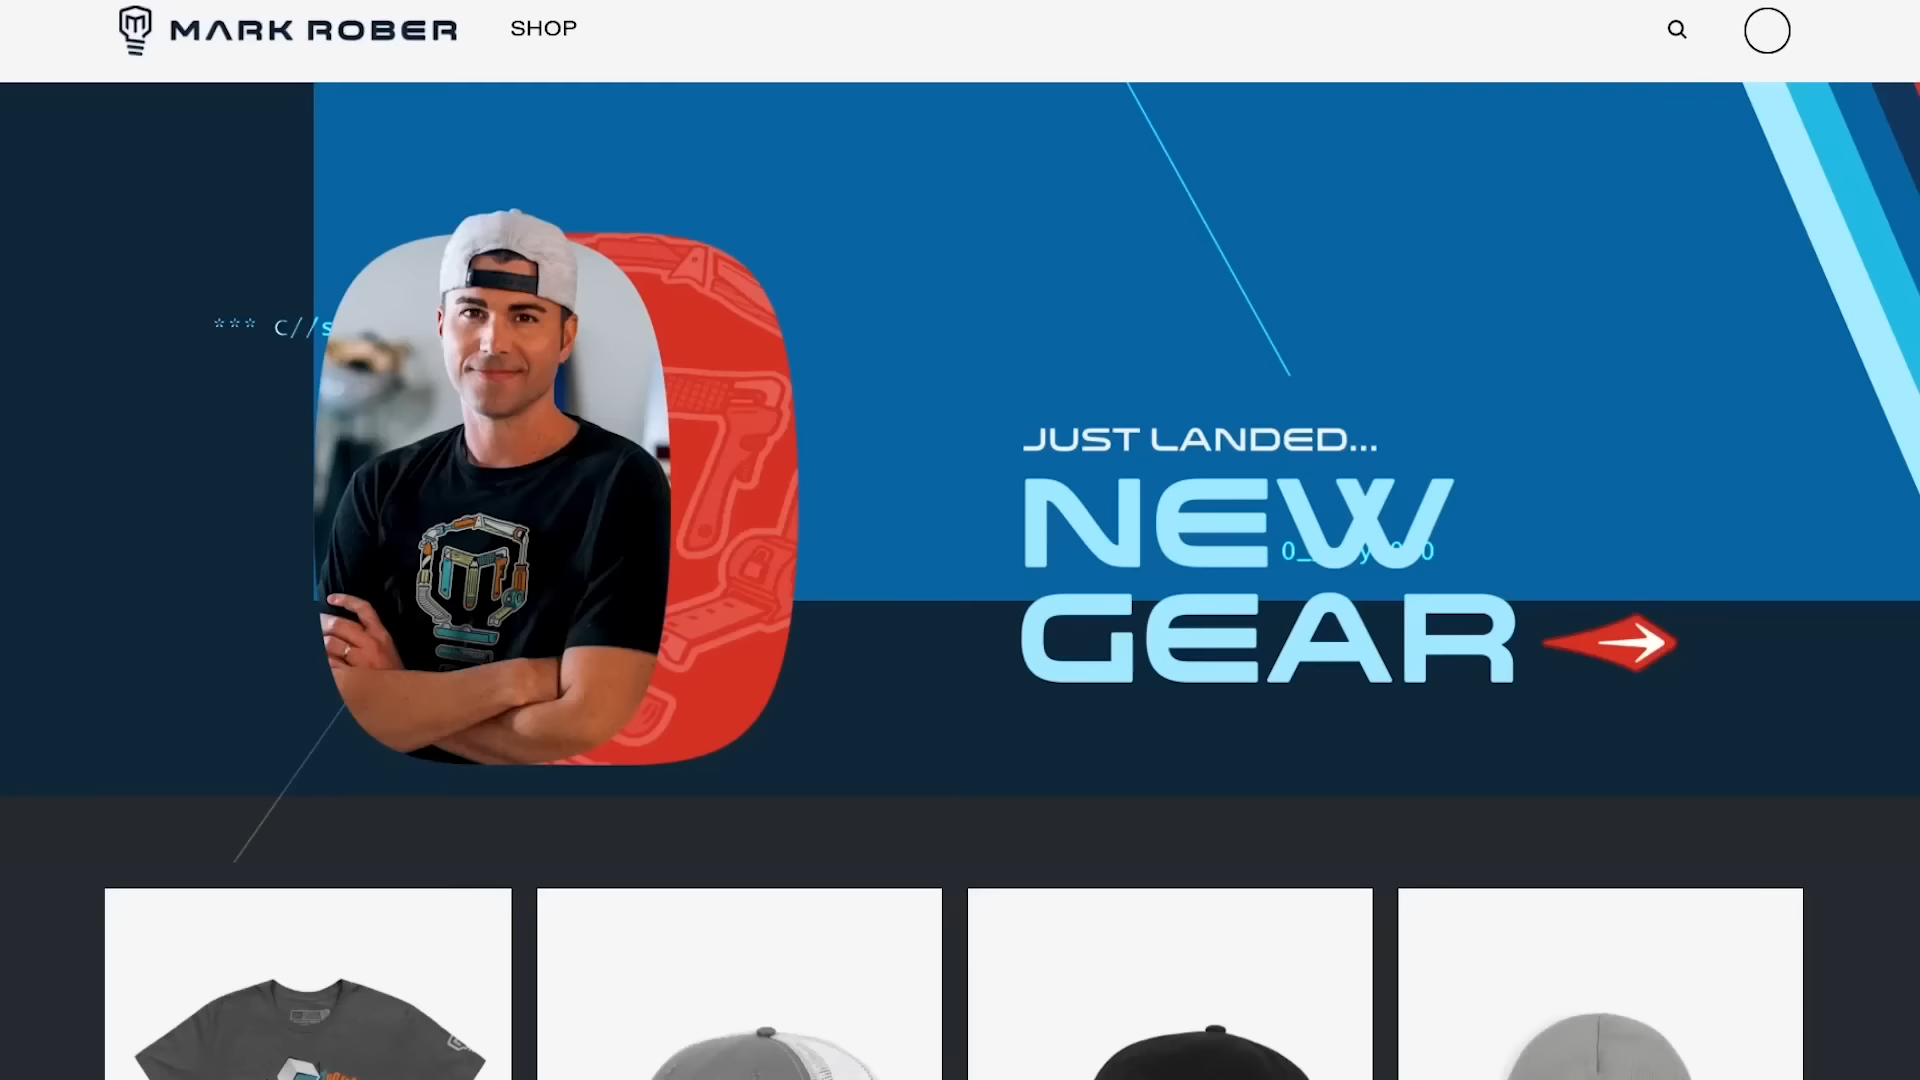 MARK ROBER
SHOP
*** C//s
JUST LANDED...
NEW
GEAR